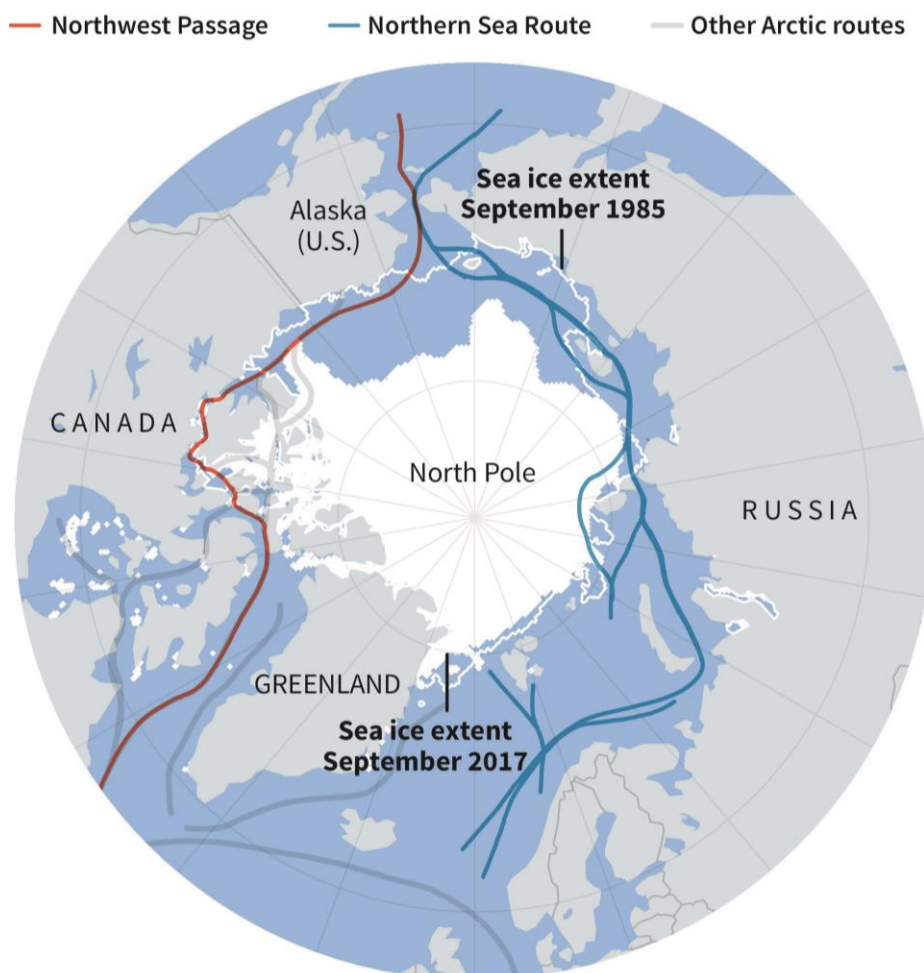 Northwest Passage Northern Sea Route Other Arctic routes
Sea ice extent
September 1985
Alaska
(U.S.)
CANADA
North Pole
RUSSIA
GREENLAND
Sea ice extent
September 2017